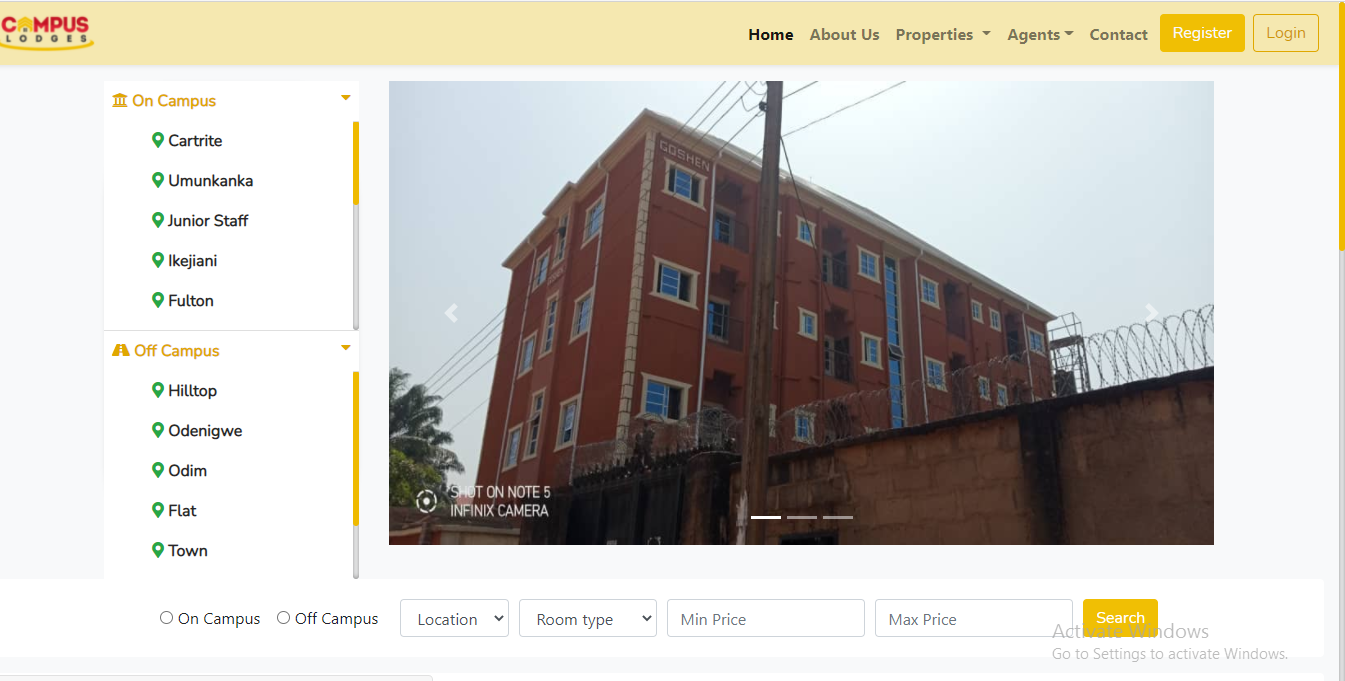 CAMPUS
LODGES
Home About Us Properties Agents Contact Register Login
On Campus
Cartrite
Umunkanka
Junior Staff
Ikejiani
Fulton
Off Campus
Hilltop
Odenigwe
Odim
Flat
Town
GOSHEN
SHOT ON NOTE 5
INFINIX CAMERA
On Campus Off Campus Location Room type Min Price Max Price Search
Activate Windows
Go to Settings to activate Windows.